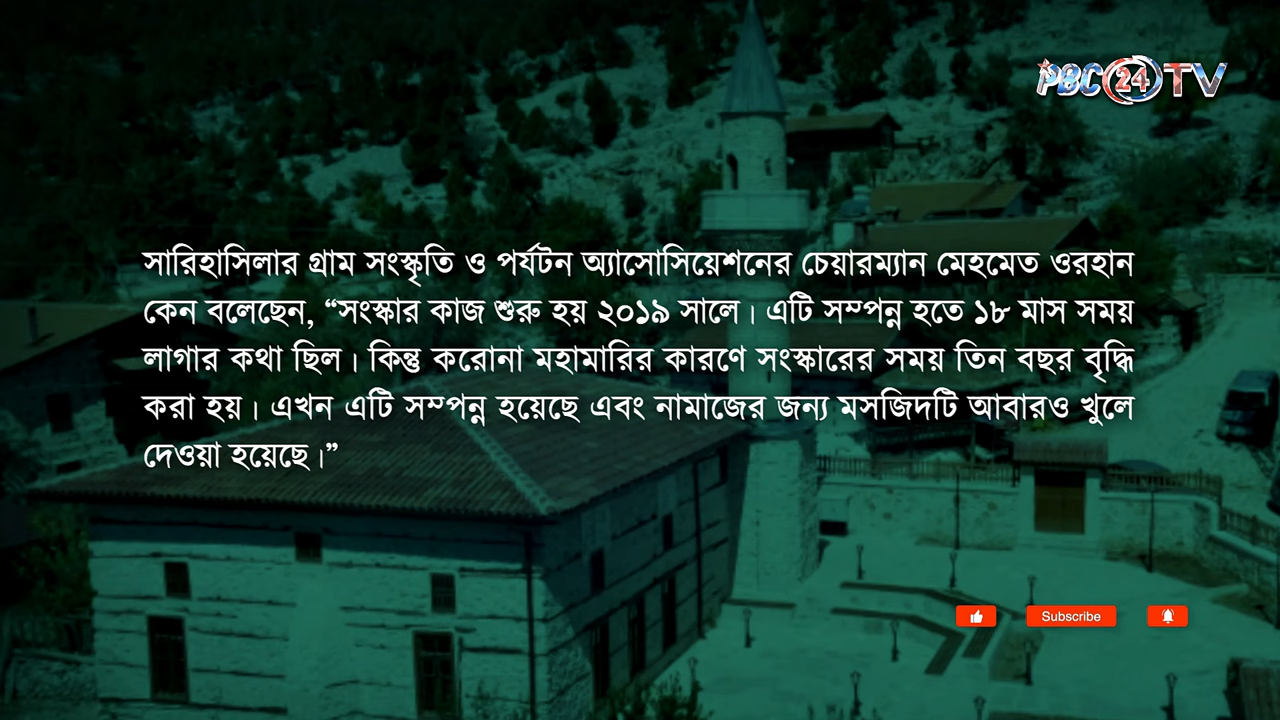 PBC 24 TV
সারিহাসিলার গ্রাম সংস্কৃতি ও পর্যটন অ্যাসোসিয়েশনের চেয়ারম্যান মেহমেত ওরহান
কেন বলেছেন, “সংস্কার কাজ শুরু হয় ২০১৯ সালে। এটি সম্পন্ন হতে ১৮ মাস সময়
লাগার কথা ছিল। কিন্তু করোনা মহামারির কারণে সংস্কারের সময় তিন বছর বৃদ্ধি
করা হয়। এখন এটি সম্পন্ন হয়েছে এবং নামাজের জন্য মসজিদটি আবারও খুলে
দেওয়া হয়েছে।”
Subscribe